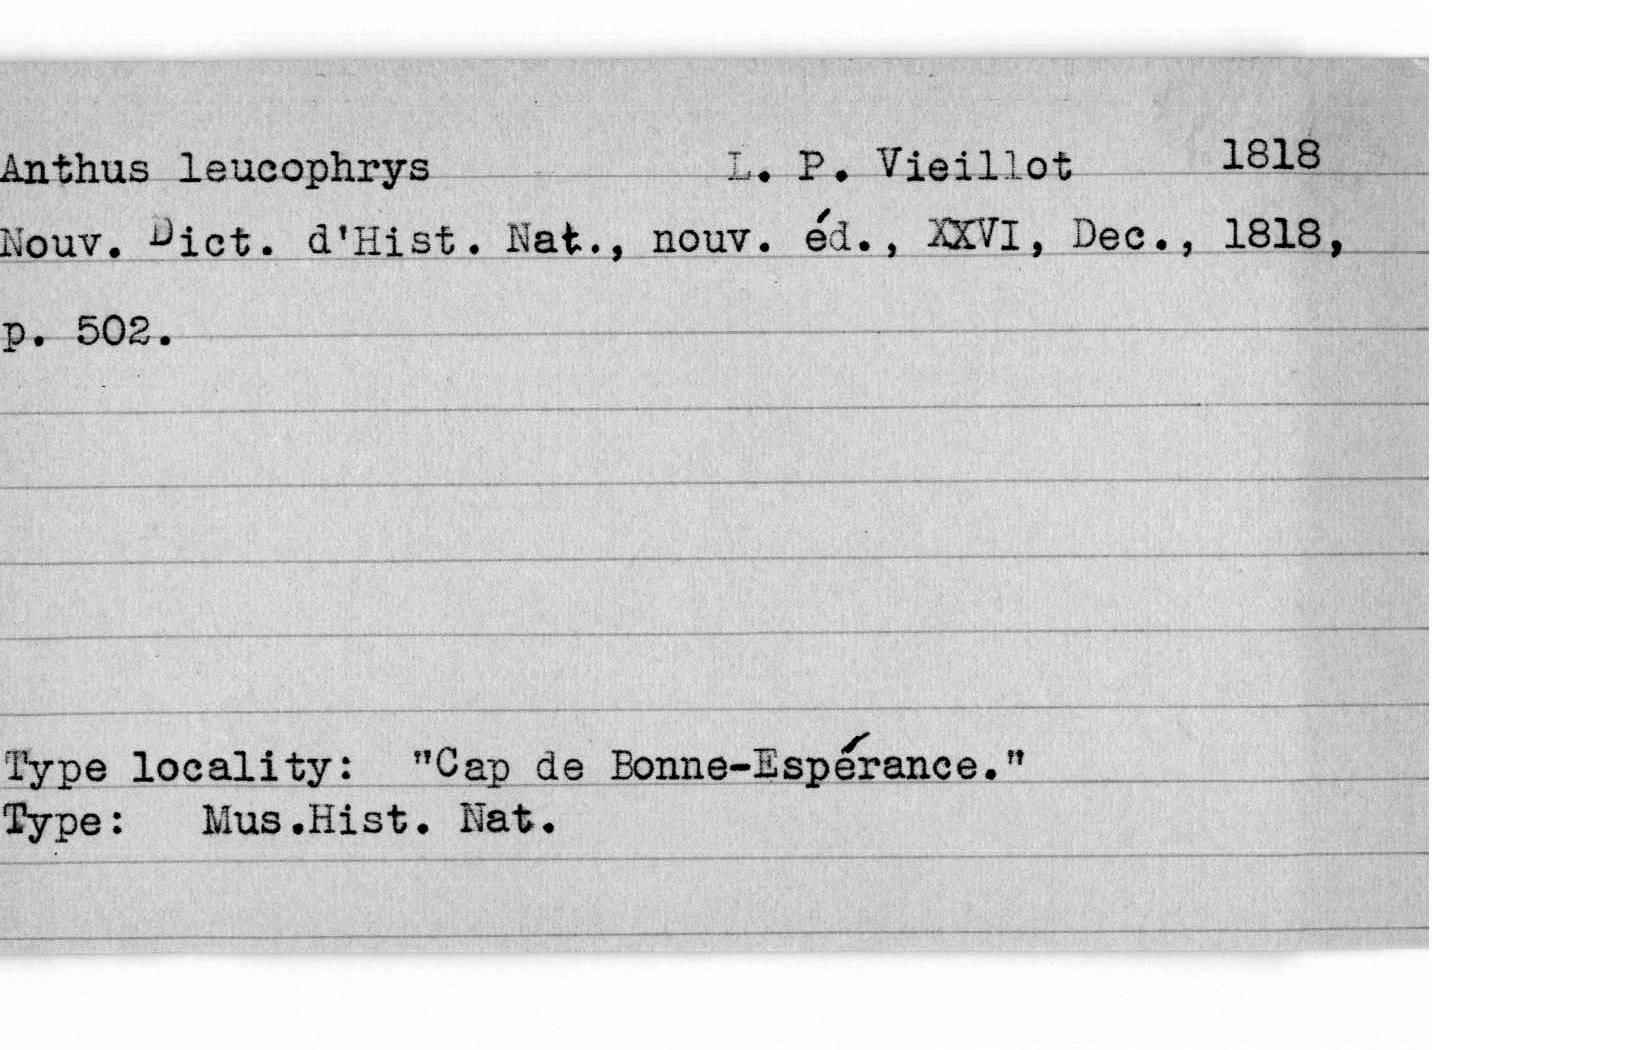 Anthus leucophrys L. P. Vieillot 1818
Nouv. Dict. d'Hist. Nat., nouv. éd., XXVI, Dec., 1818,
p. 502.
Type locality: "Cap de Bonne-Espérance."
Type: Mus.Hist. Nat.